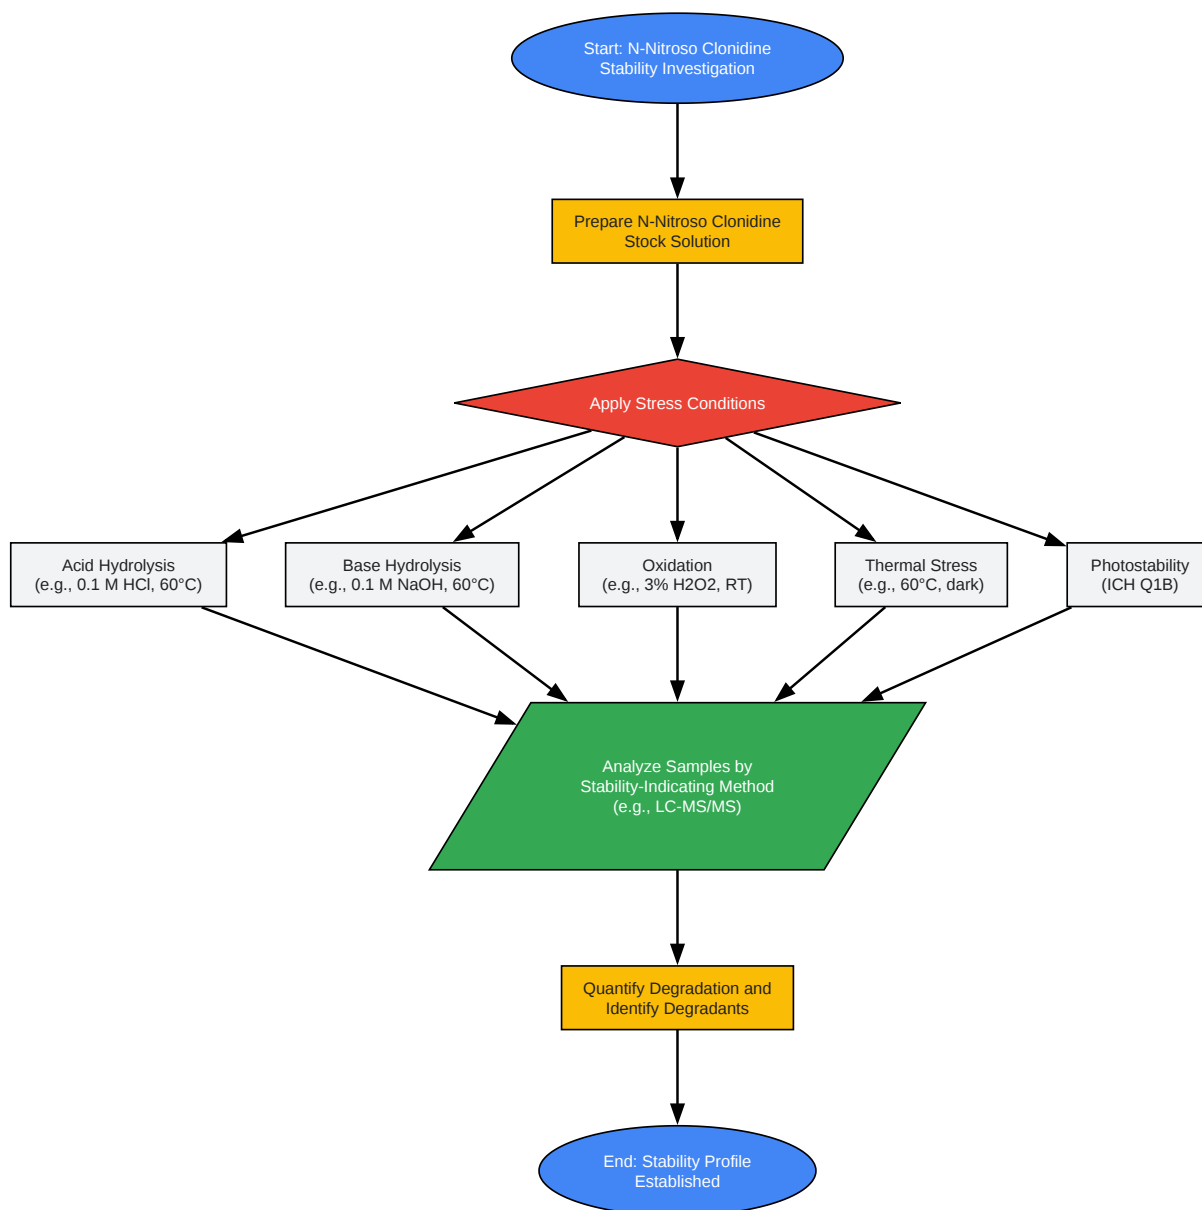 Start: N-Nitroso Clonidine
Stability Investigation
Prepare N-Nitroso Clonidine
Stock Solution
Apply Stress Conditions
Acid Hydrolysis
(e.g., 0.1 M HCl, 60°C)
Base Hydrolysis
(e.g., 0.1 M NaOH, 60°C)
Oxidation
(e.g., 3% H2O2, RT)
Thermal Stress
(e.g., 60°C, dark)
Photostability
(ICH Q1B)
Analyze Samples by
Stability-Indicating Method
(e.g., LC-MS/MS)
Quantify Degradation and
Identify Degradants
End: Stability Profile
Established